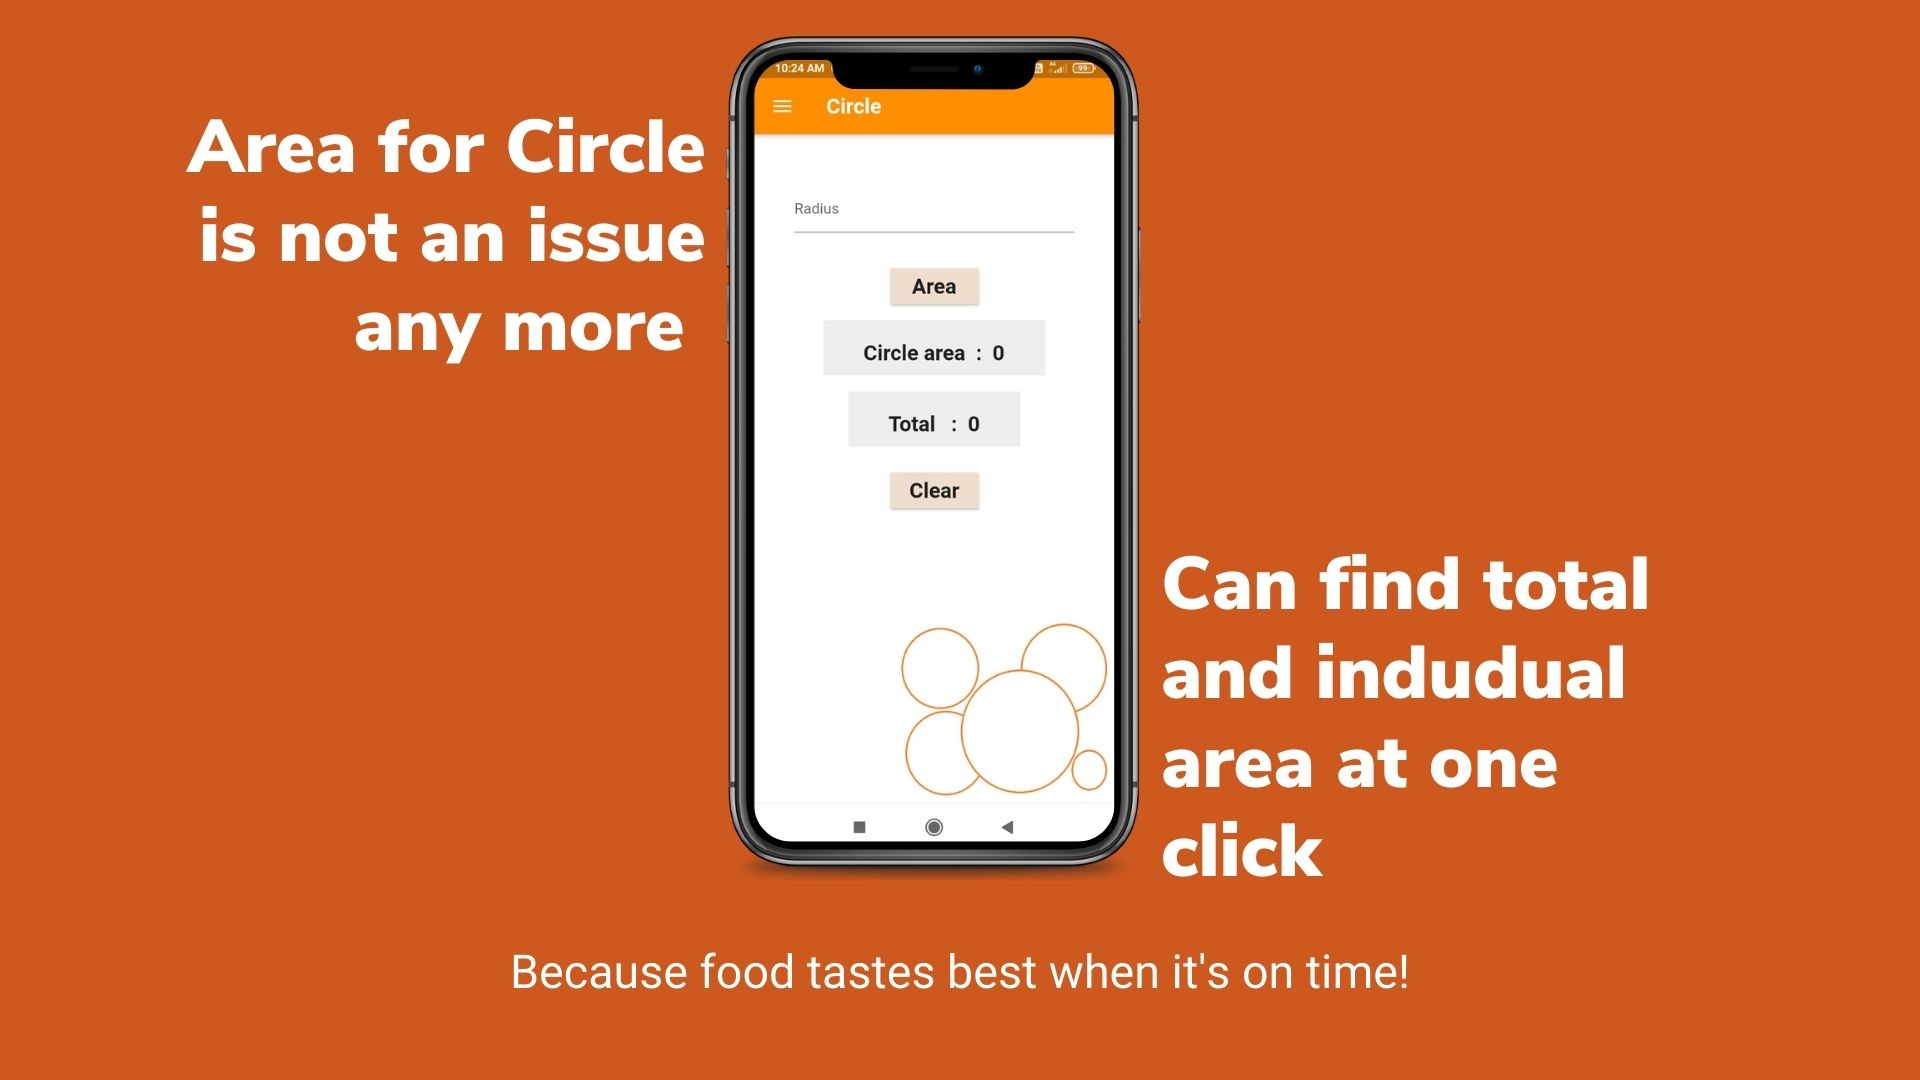 Area for Circle
is not an issue
any more
10:24 AM
4G
99
Circle
Radius
Area
Circle area : 0
Total : 0
Clear
Can find total
and indudual
area at one
click
Because food tastes best when it's on time!